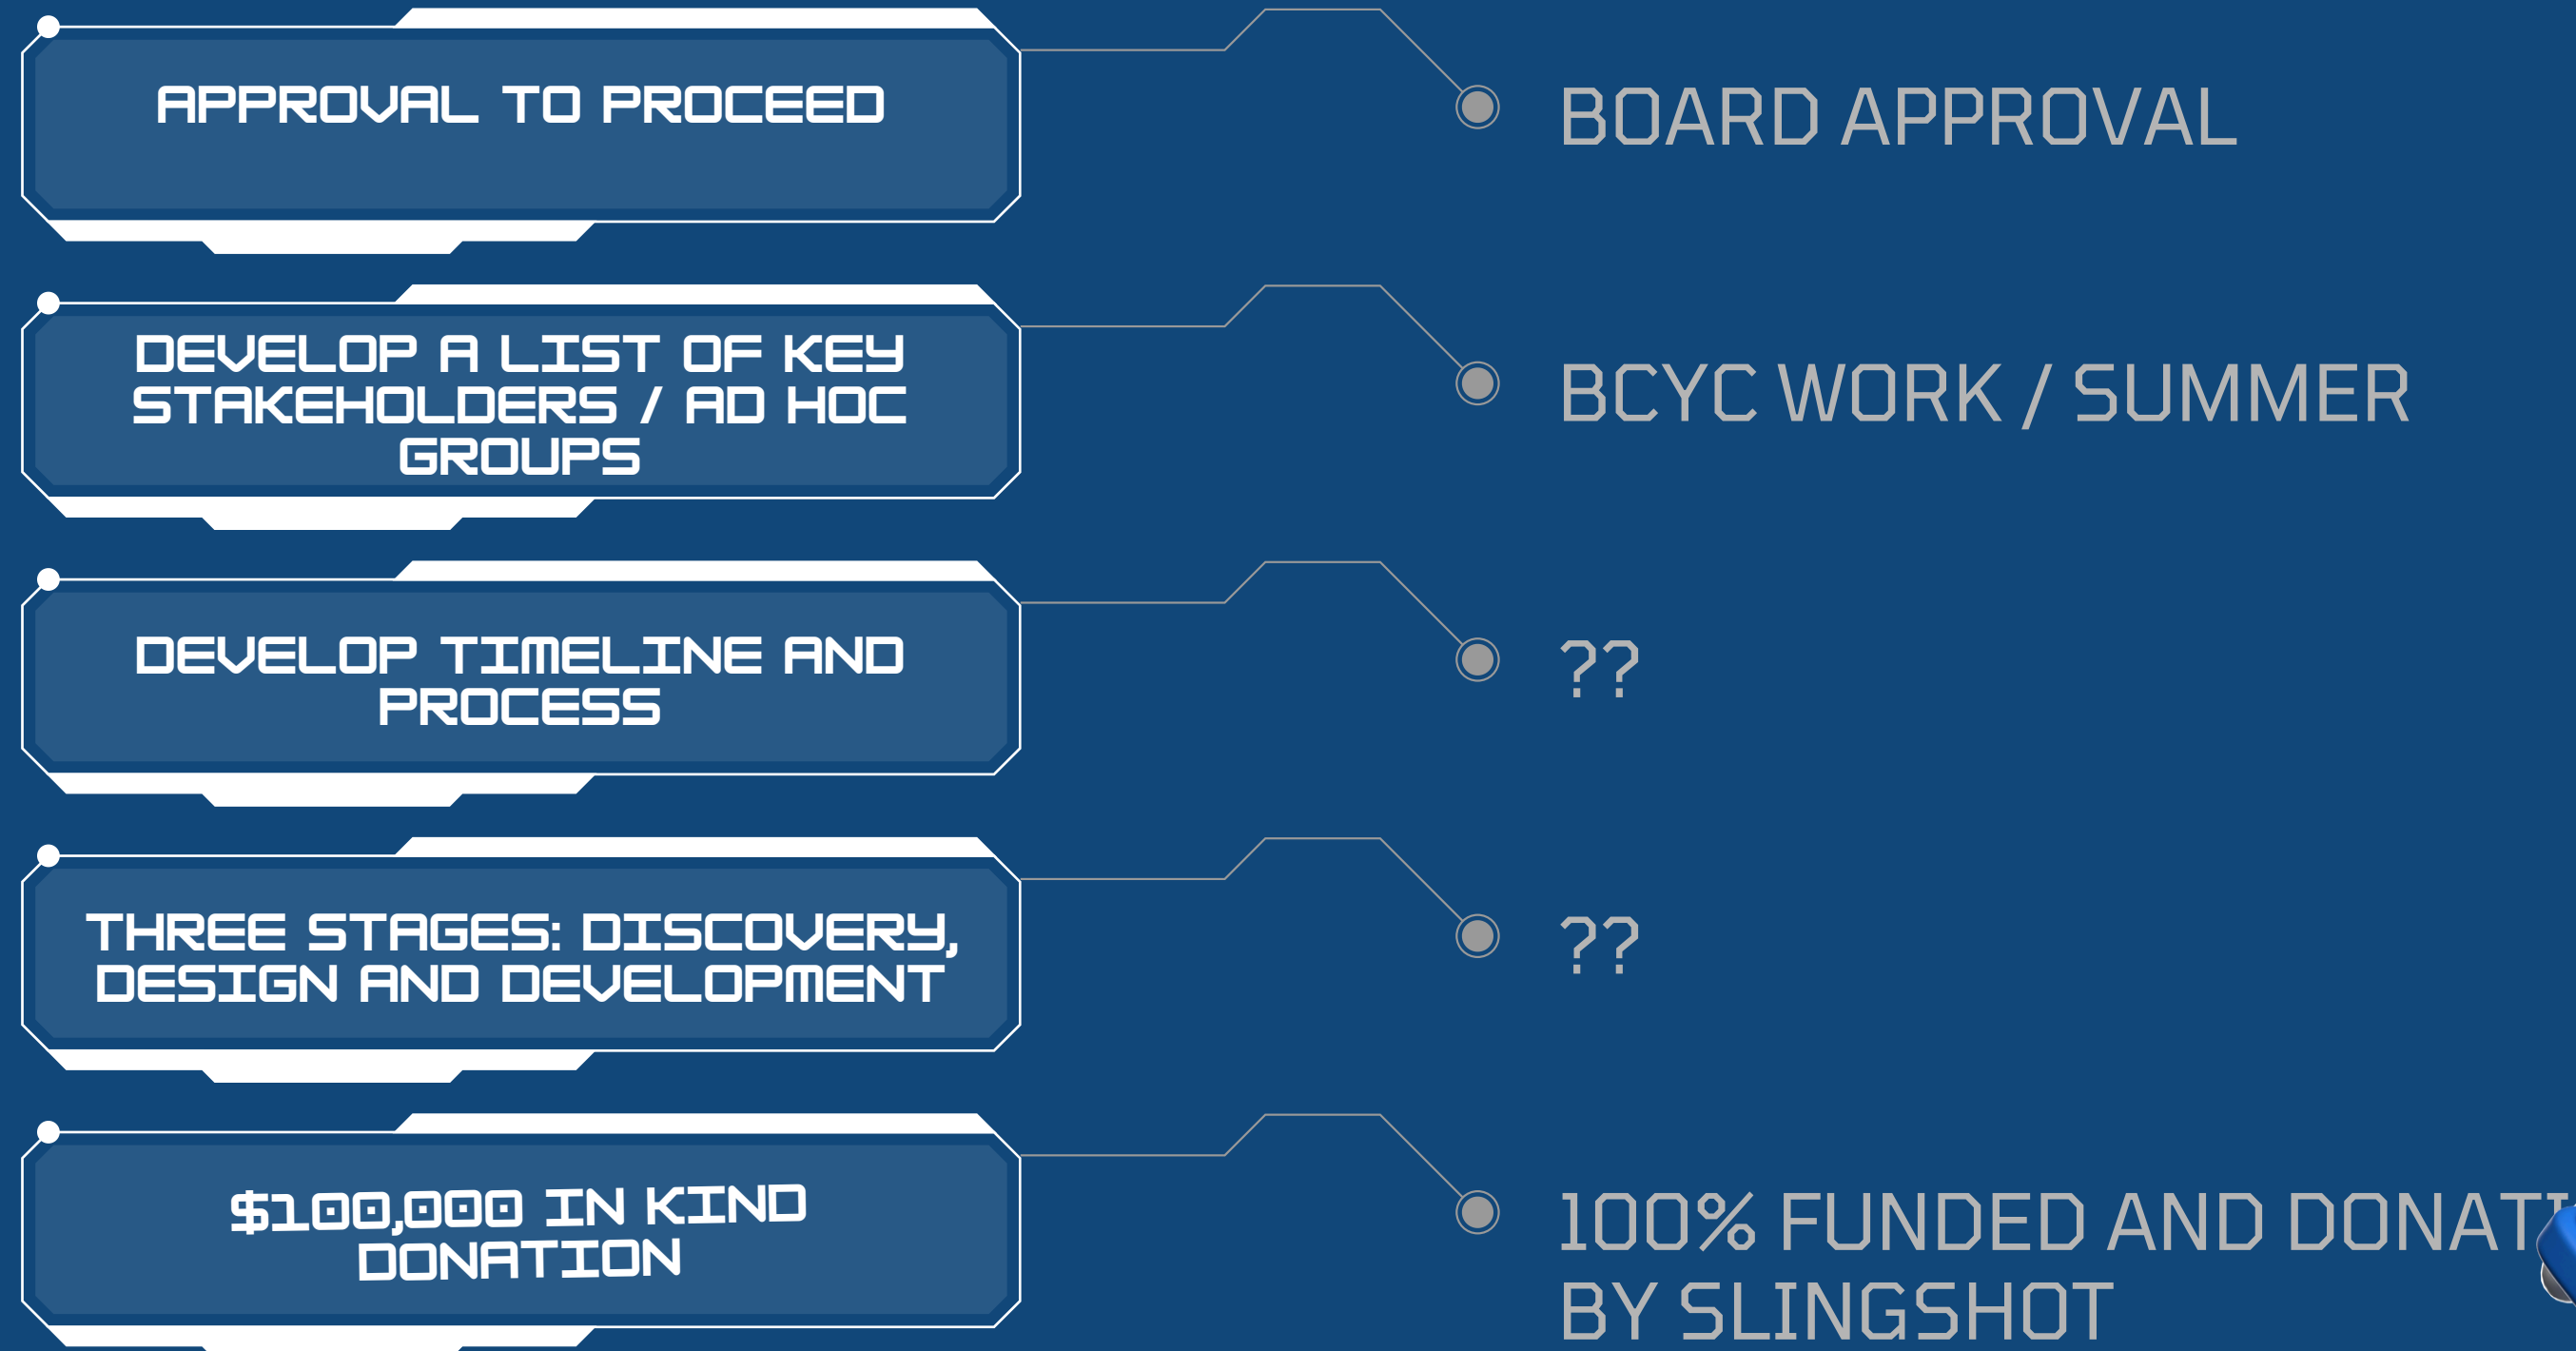 APPROVAL TO PROCEED
BOARD APPROVAL
DEVELOP A LIST OF KEY
STAKEHOLDERS / AD HOC
GROUPS
BCYC WORK / SUMMER
DEVELOP TIMELINE AND
PROCESS
??
THREE STAGES: DISCOVERY,
DESIGN AND DEVELOPMENT
??
$100,000 IN KIND
DONATION
100% FUNDED AND
BY SLINGSHOT